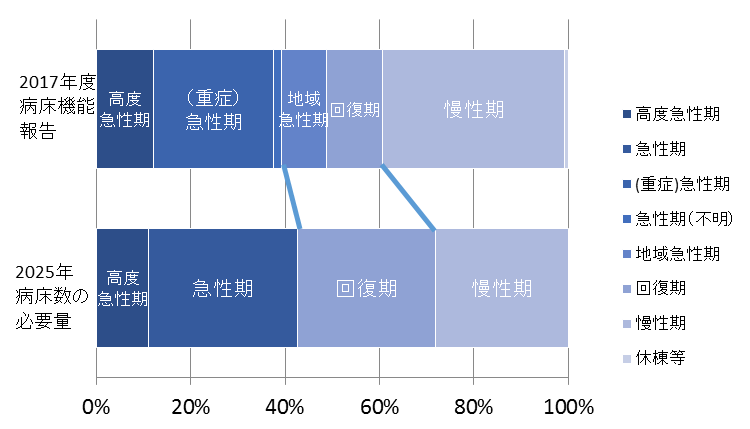 2017年度
病床機能
報告
高度
急性期
(重症)
急性期
地域
急性期
回復期
慢性期
2025年
病床数の
必要量
高度
急性期
急性期
回復期
慢性期
0%
20%
40%
60%
80%
100%
高度急性期
急性期
(重症)急性期
急性期(不明)
地域急性期
回復期
慢性期
休棟等